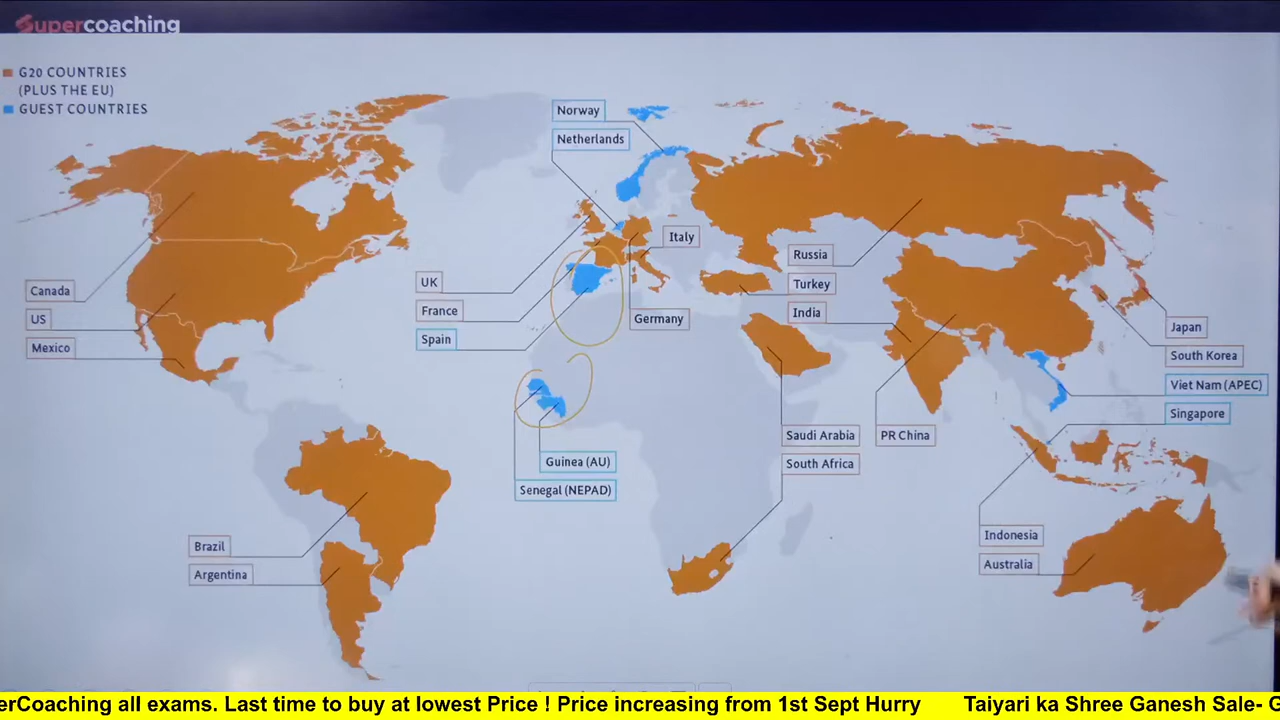 Supercoaching
G20 COUNTRIES
(PLUS THE EU)
GUEST COUNTRIES
Norway
Netherlands
Italy
Russia
Turkey
India
UK
France
Spain
Germany
Canada
US
Mexico
Japan
South Korea
Viet Nam (APEC)
Singapore
Saudi Arabia
PR China
South Africa
Guinea (AU)
Senegal (NEPAD)
Brazil
Argentina
Indonesia
Australia
erCoaching all exams. Last time to buy at lowest Price ! Price increasing from 1st Sept Hurry Taiyari ka Shree Ganesh Sale- G